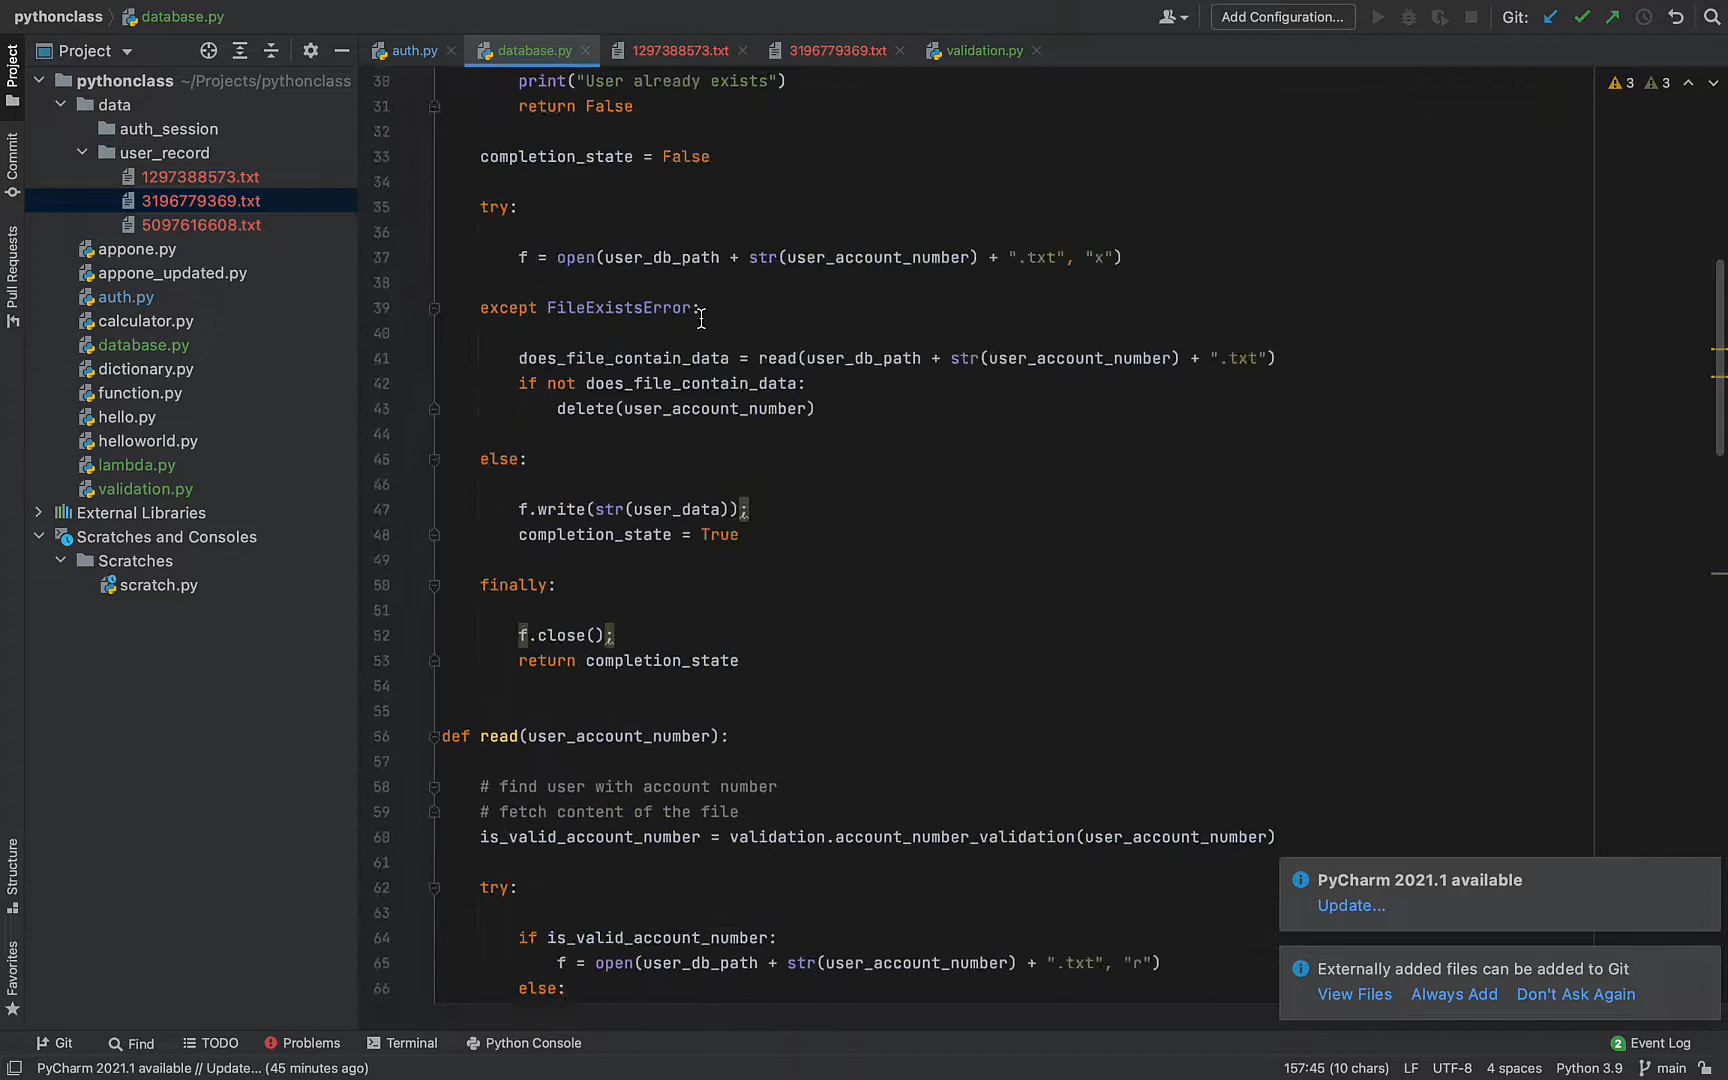 pythonclass database.py Add Configuration... Git:
Project
auth.py database.py 1297388573.txt 3196779369.txt validation.py
Project
Commit
Pull Requests
Structure
Favorites
pythonclass ~/Projects/pythonclass
data
auth_session
user_record
1297388573.txt
3196779369.txt
5097616608.txt
appone.py
appone_updated.py
auth.py
calculator.py
database.py
dictionary.py
function.py
hello.py
helloworld.py
lambda.py
validation.py
External Libraries
Scratches and Consoles
Scratches
scratch.py
3 3
30 print("User already exists")
31 return False
32
33 completion_state = False
34
35 try:
36
37 f = open(user_db_path + str(user_account_number) + ".txt", "x")
38
39 except FileExistsError:
40
41 does_file_contain_data = read(user_db_path + str(user_account_number) + ".txt")
42 if not does_file_contain_data:
43 delete(user_account_number)
44
45 else:
46
47 f.write(str(user_data));
48 completion_state = True
49
50 finally:
51
52 f.close();
53 return completion_state
54
55
56 def read(user_account_number):
57
58 # find user with account number
59 # fetch content of the file
60 is_valid_account_number = validation.account_number_validation(user_account_number)
61
62 try:
63
64 if is_valid_account_number:
65 f = open(user_db_path + str(user_account_number) + ".txt", "r")
66 else:
PyCharm 2021.1 available
Update...
Externally added files can be added to Git
View Files Always Add Don't Ask Again
Git Find TODO Problems Terminal Python Console 2 Event Log
PyCharm 2021.1 available // Update... (45 minutes ago) 157:45 (10 chars) LF UTF-8 4 spaces Python 3.9 main